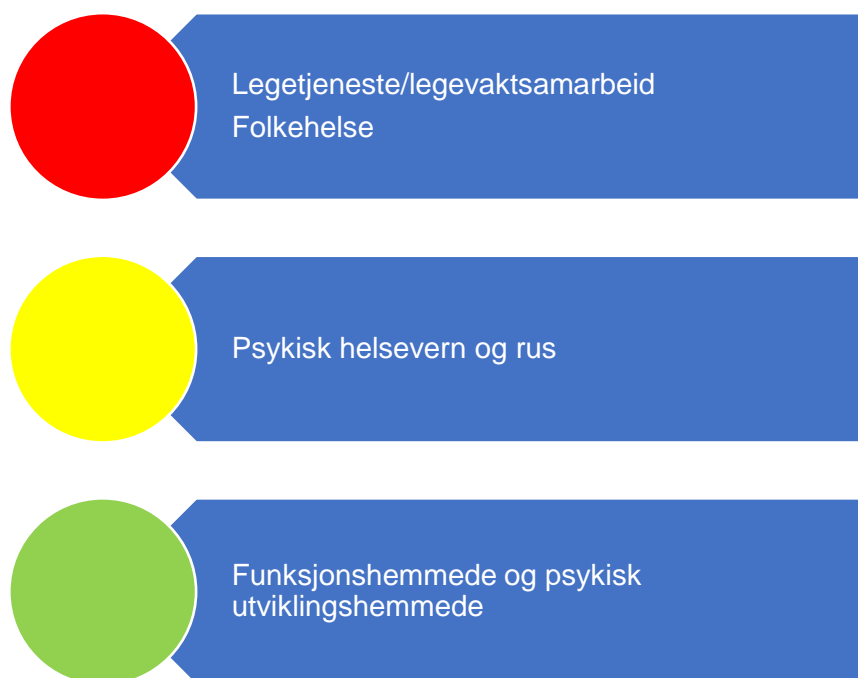 Legetjeneste/legevaktsamarbeid
Folkehelse
Psykisk helsevern og rus
Funksjonshemmede og psykisk
utviklingshemmede